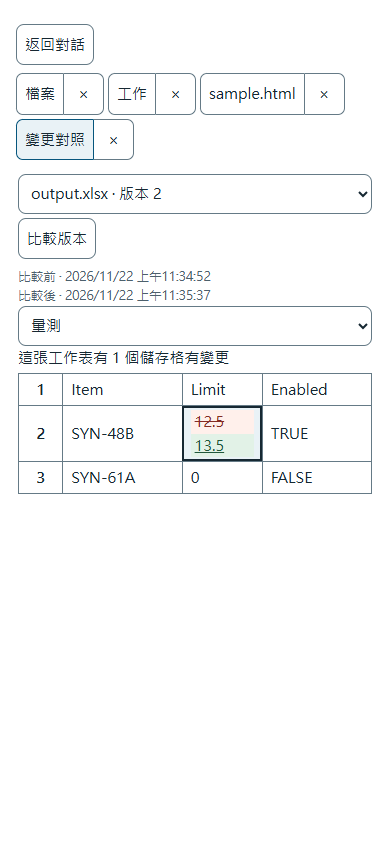 返回對話
檔案 × 工作 × sample.html ×
變更對照 ×
output.xlsx · 版本 2
比較版本
比較前 · 2026/11/22 上午11:34:52
比較後 · 2026/11/22 上午11:35:37
量測
這張工作表有 1 個儲存格有變更
1 Item Limit Enabled
2 SYN-48B 12.5 13.5 TRUE
3 SYN-61A 0 FALSE